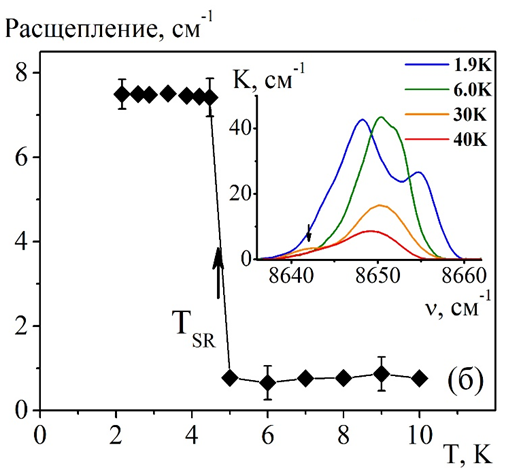 Расщепление, см⁻¹
8
6
4
2
0
0 2 4 6 8 10
T, K
T_SR
(б)
K, см⁻¹
40
20
0
8640 8650 8660
ν, см⁻¹
1.9K
6.0K
30K
40K